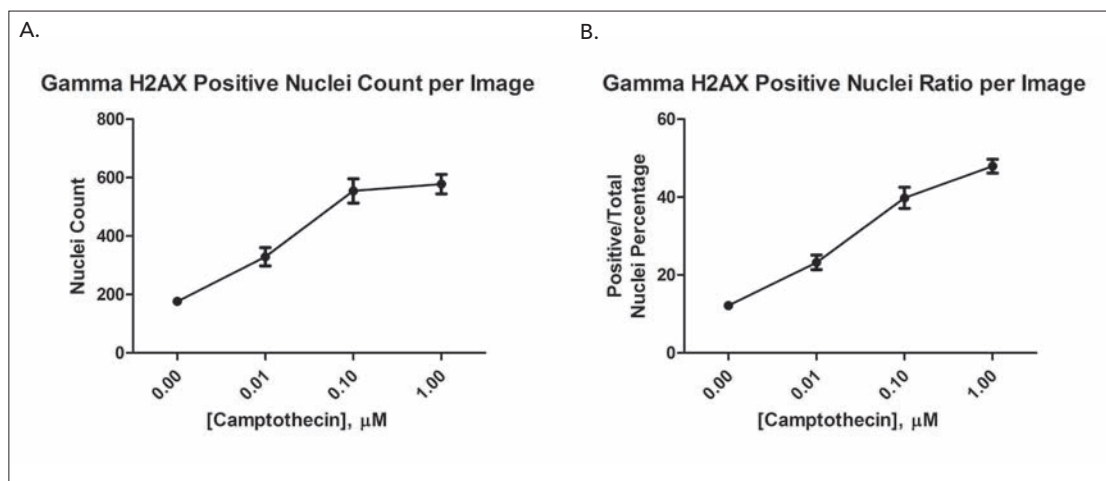 A.
Gamma H2AX Positive Nuclei Count per Image
Nuclei Count
800
600
400
200
0
0.00
0.01
0.10
1.00
[Camptothecin], μM
B.
Gamma H2AX Positive Nuclei Ratio per Image
Positive/Total
Nuclei Percentage
60
40
20
0
0.00
0.01
0.10
1.00
[Camptothecin], μM